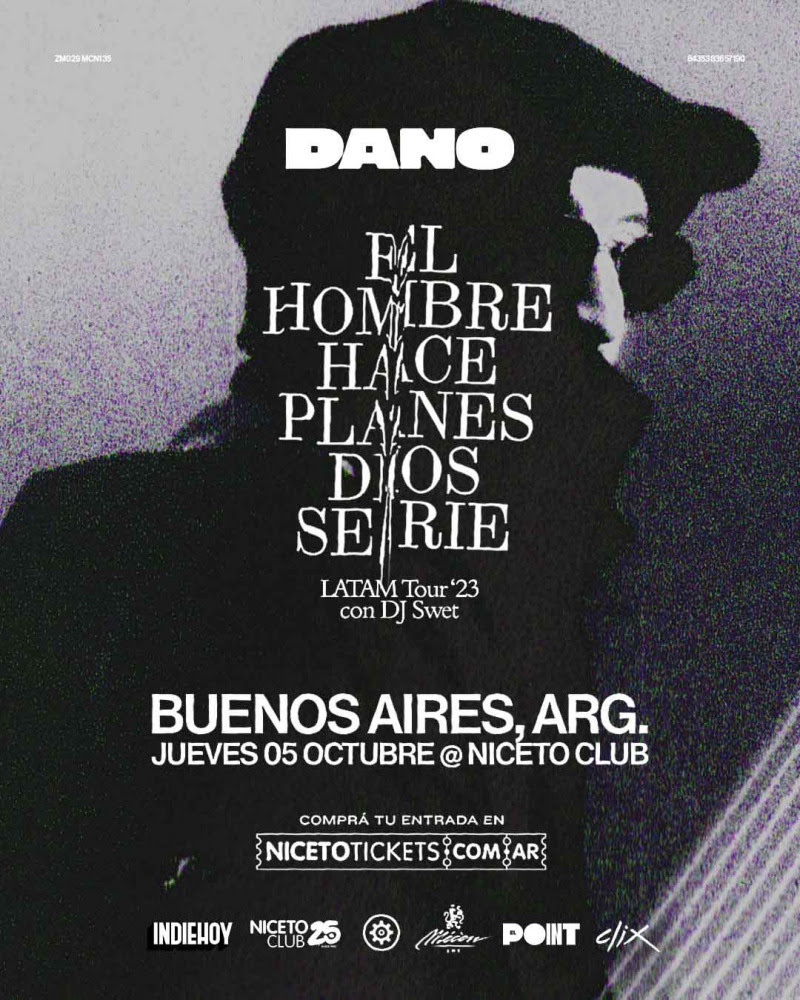 ZM029 MCN135
8435383657190
DANO
EL
HOMBRE
HACE
PLANES
DIOS
SE RIE
LATAM Tour '23
con DJ Swet
BUENOS AIRES, ARG.
JUEVES 05 OCTUBRE @ NICETO CLUB
COMPRÁ TU ENTRADA EN
NICETOTICKETS.COM.AR
INDIEHOY
NICETO
CLUB 25
POINT
clix